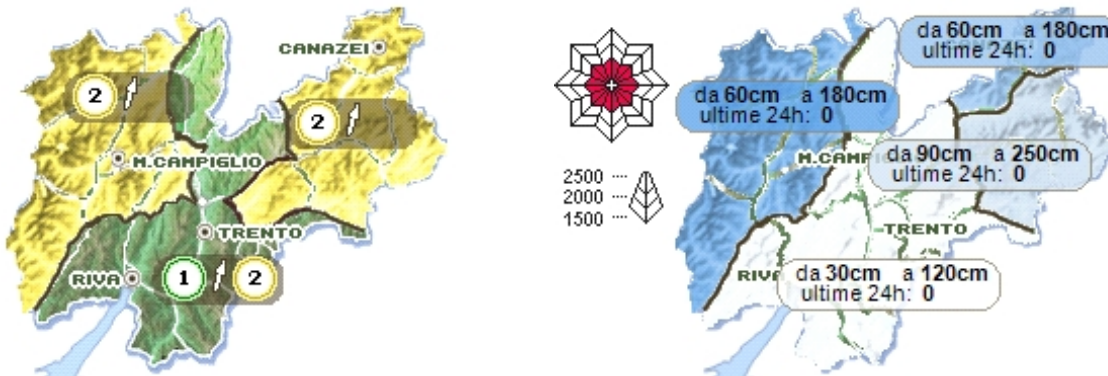 CANAZEI
2
2
M.CAMPIGLIO
TRENTO
RIVA
1
2
da 60cm a 180cm
ultime 24h: 0
da 60cm a 180cm
ultime 24h: 0
M.CAMPI
da 90cm a 250cm
ultime 24h: 0
2500
2000
1500
TRENTO
RIV
da 30cm a 120cm
ultime 24h: 0